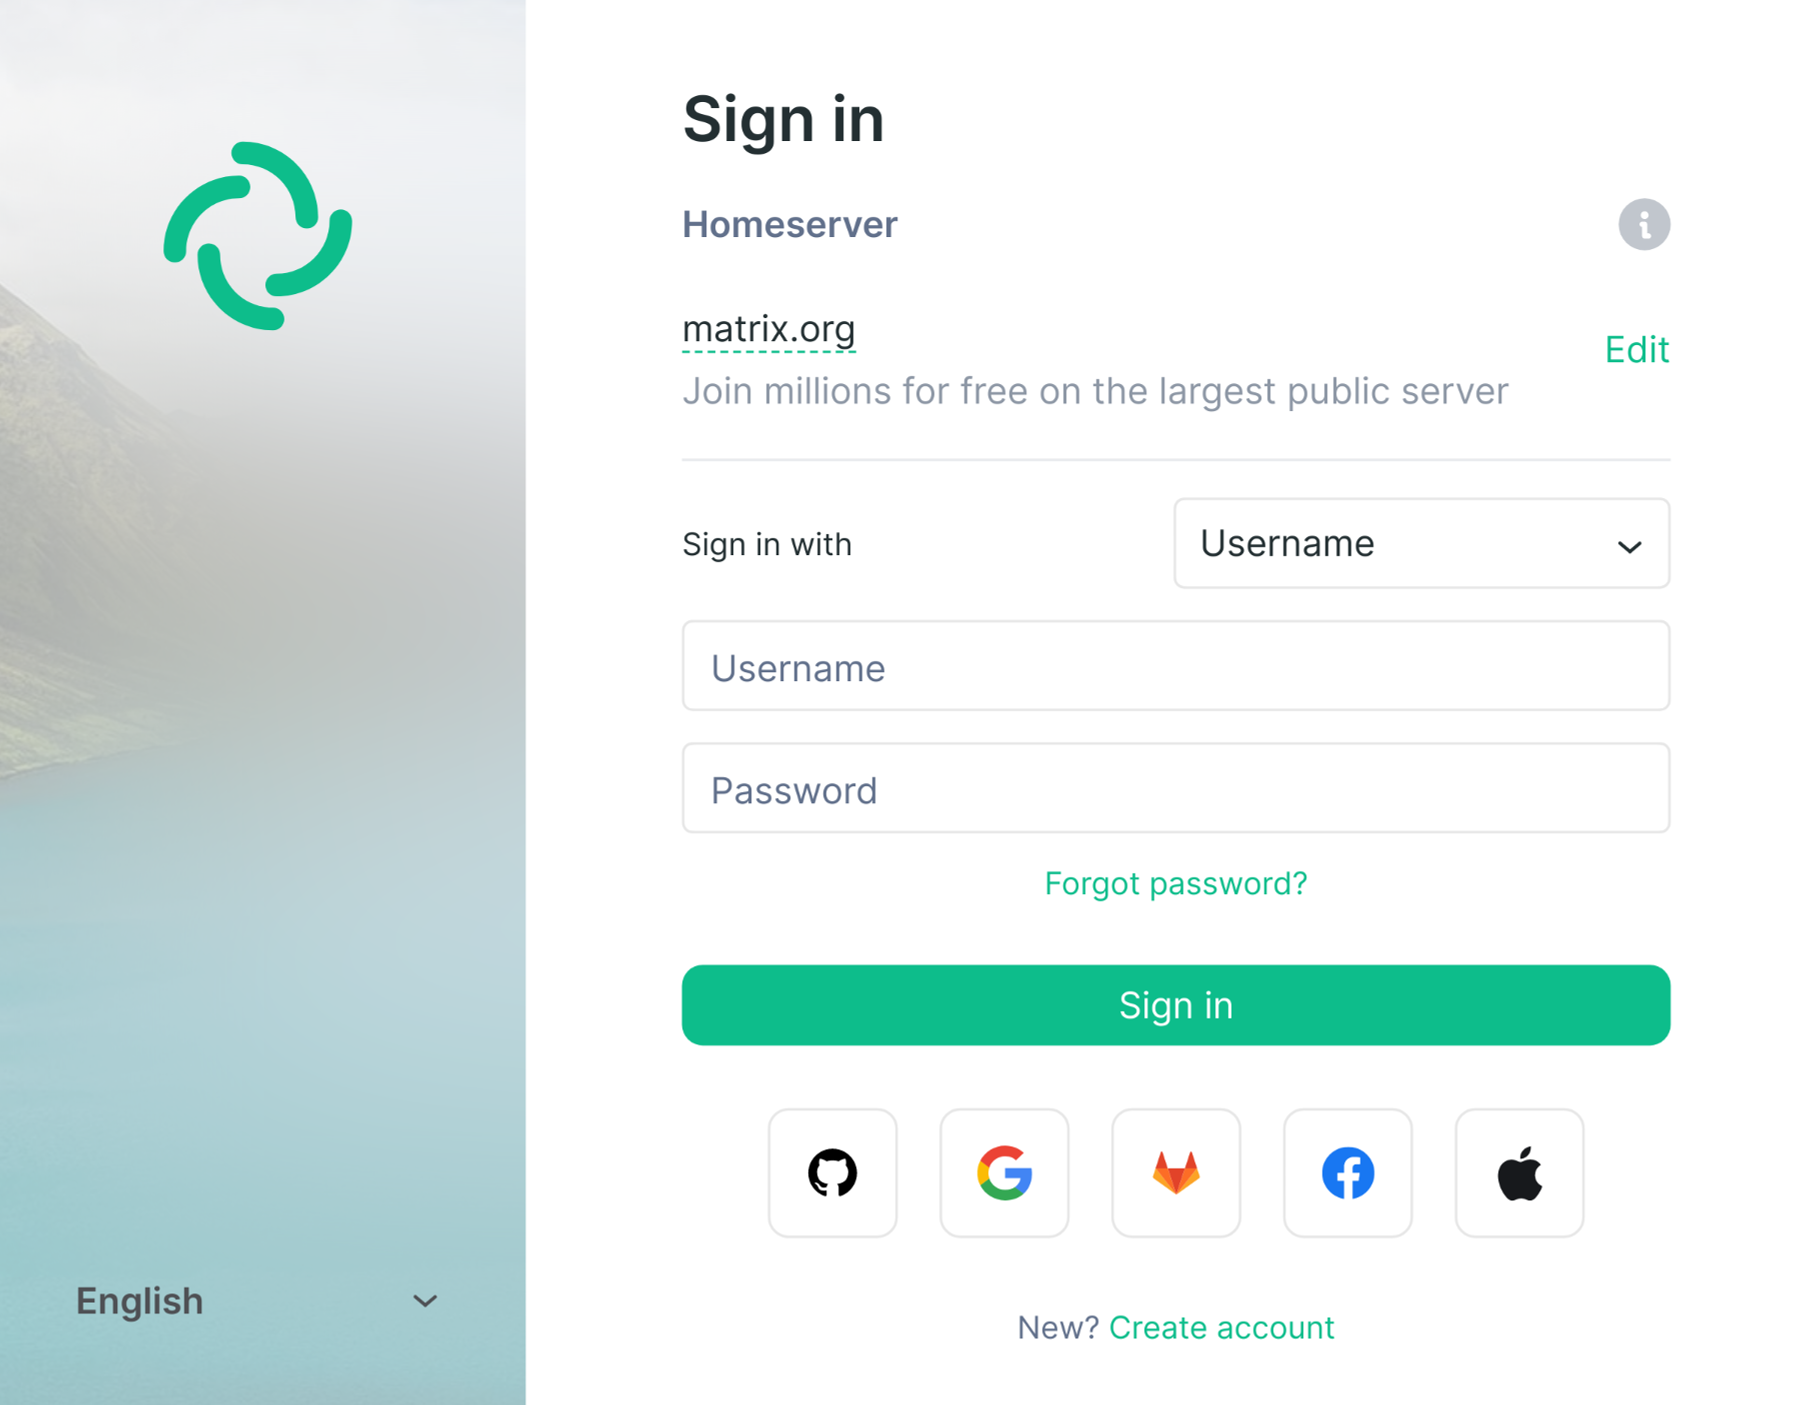 Sign in
Homeserver
matrix.org
Edit
Join millions for free on the largest public server
Sign in with
Username
Username
Password
Forgot password?
Sign in
New? Create account
English